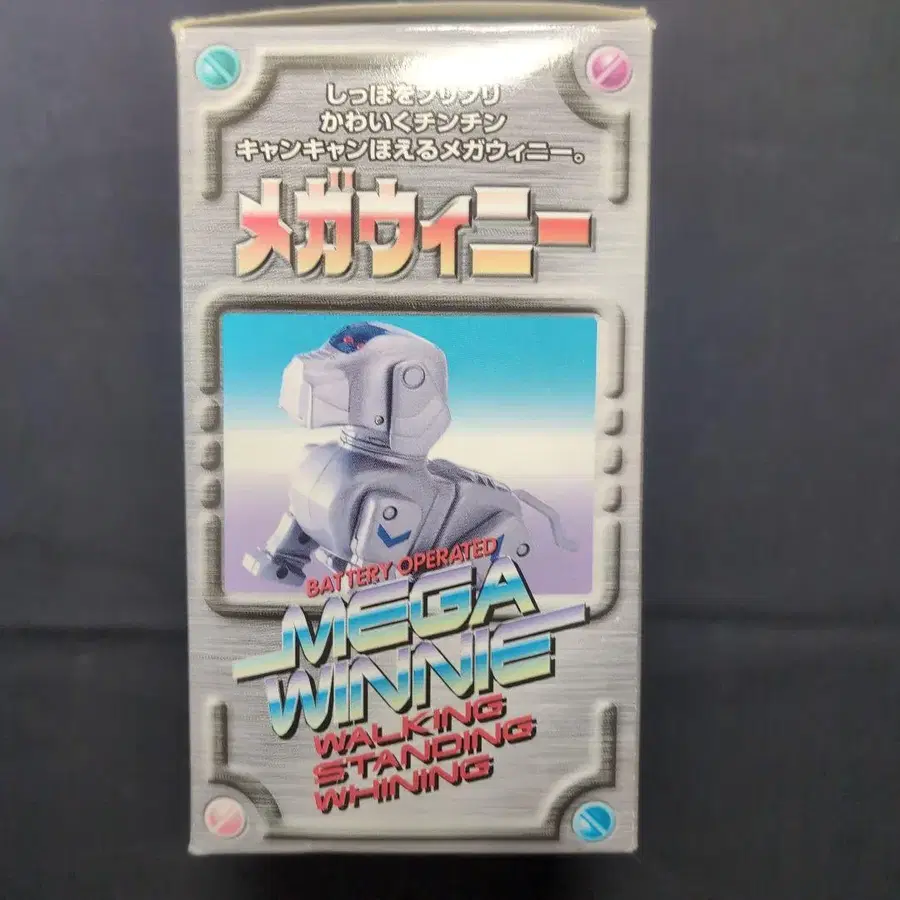 しっぽをフリフリ
かわいくチンチン
キャンキャンほえるメガウィニー。
メガウィニー
BATTERY OPERATED
MEGA
WINNIE
WALKING
STANDING
WHINING